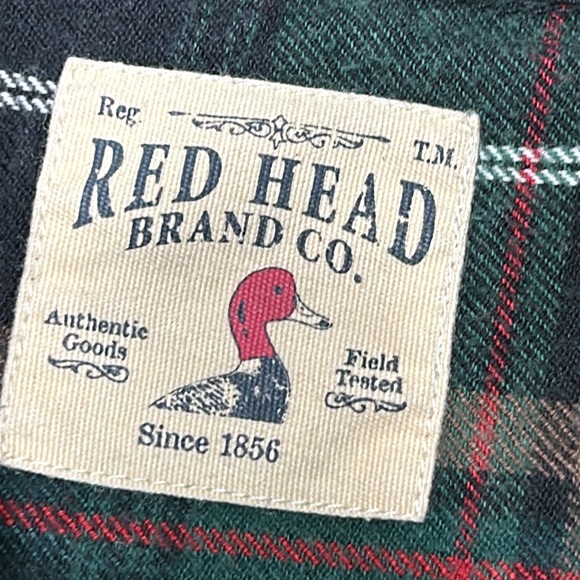 Reg. T.M.
RED HEAD
BRAND CO.
Authentic
Goods
Field
Tested
Since 1856